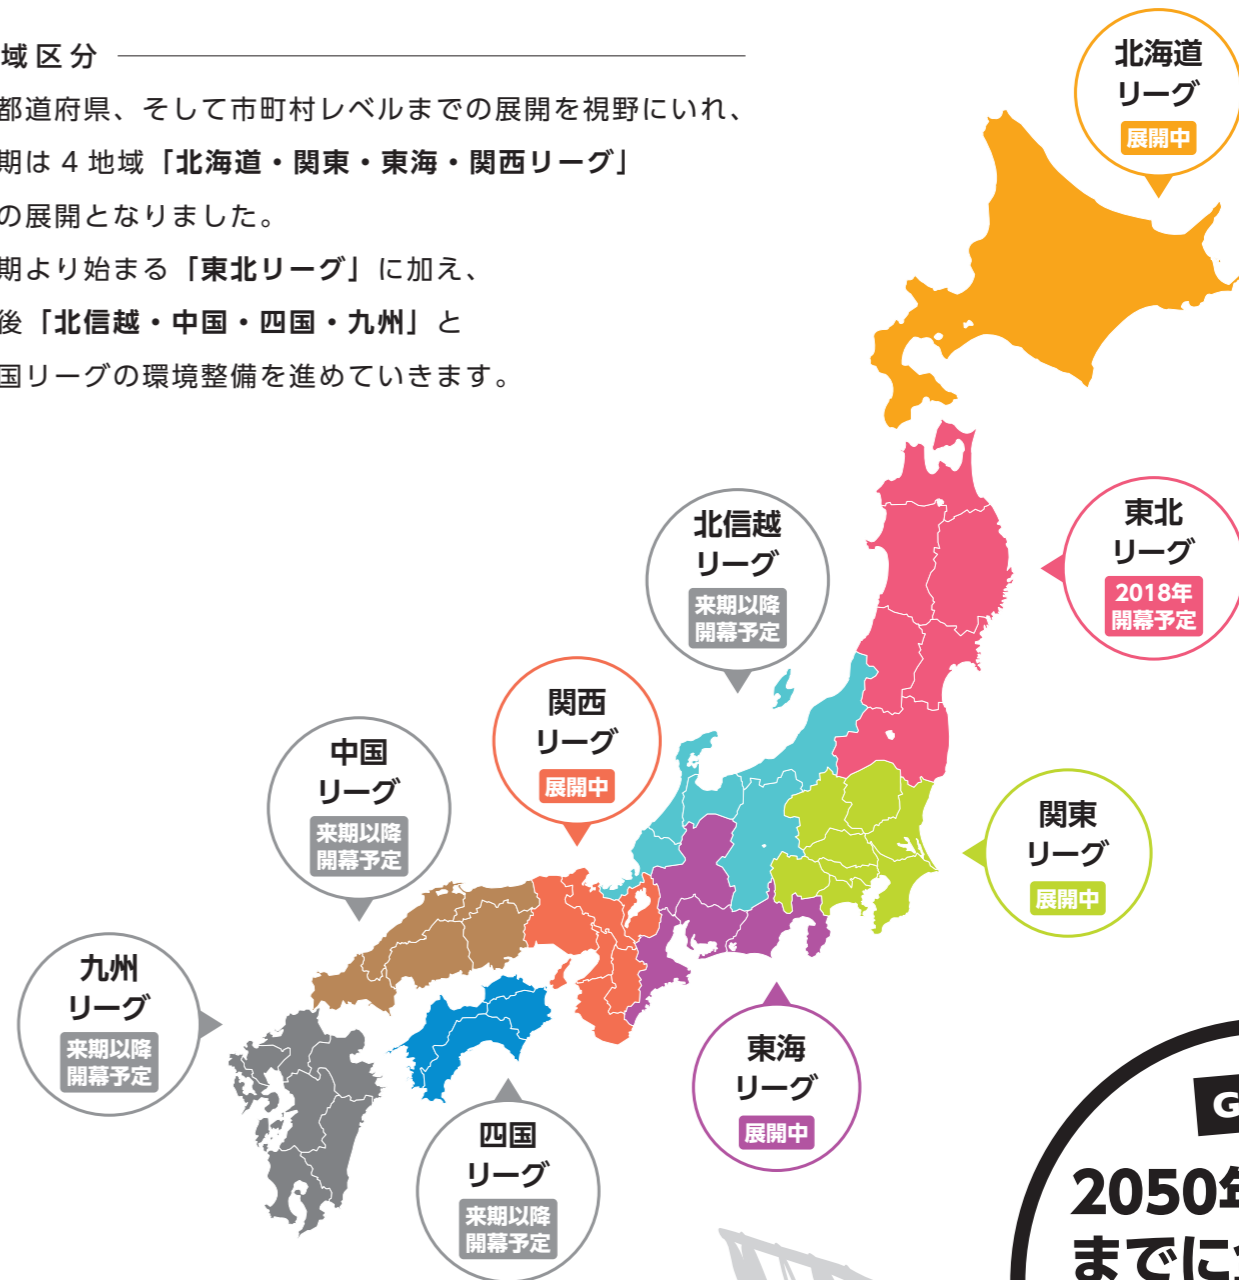 域区分
都道府県、そして市町村レベルまでの展開を視野にいれ、
期は 4 地域「北海道・関東・東海・関西リーグ」
の展開となりました。
期より始まる「東北リーグ」に加え、
後「北信越・中国・四国・九州」と
国リーグの環境整備を進めていきます。
北海道
リーグ
展開中
東北
リーグ
2018年
開幕予定
北信越
リーグ
来期以降
開幕予定
関西
リーグ
展開中
中国
リーグ
来期以降
開幕予定
関東
リーグ
展開中
九州
リーグ
来期以降
開幕予定
東海
リーグ
展開中
四国
リーグ
来期以降
開幕予定
G
2050年
までに